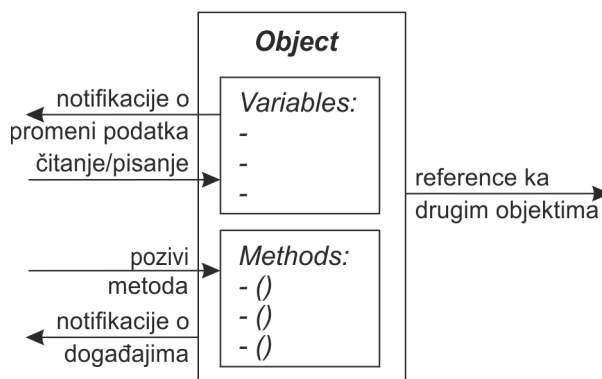 Object
notifikacije o
promeni podatka
čitanje/pisanje
Variables:
-
-
-
reference ka
drugim objektima
pozivi
metoda
Methods:
- ()
- ()
- ()
notifikacije o
događajima